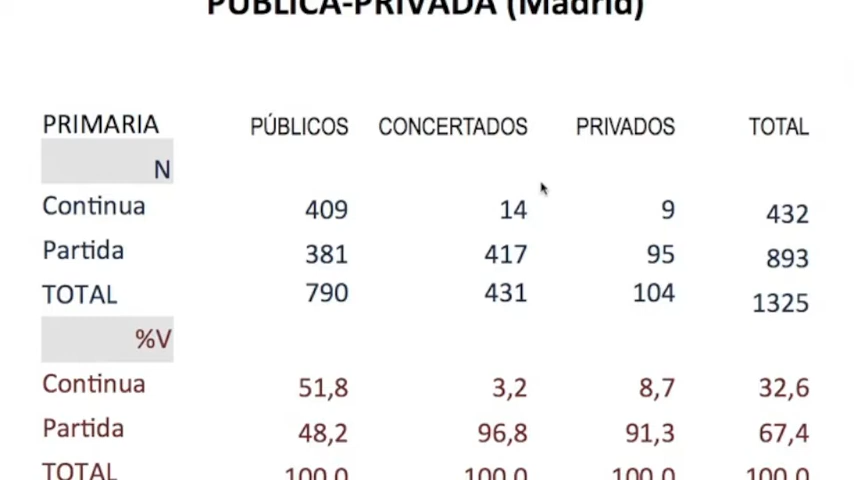 PÚBLICA-PRIVADA (Madrid)
PRIMARIA PÚBLICOS CONCERTADOS PRIVADOS TOTAL
N
Continua 409 14 9 432
Partida 381 417 95 893
TOTAL 790 431 104 1325
%V
Continua 51,8 3,2 8,7 32,6
Partida 48,2 96,8 91,3 67,4
TOTAL 100,0 100,0 100,0 100,0